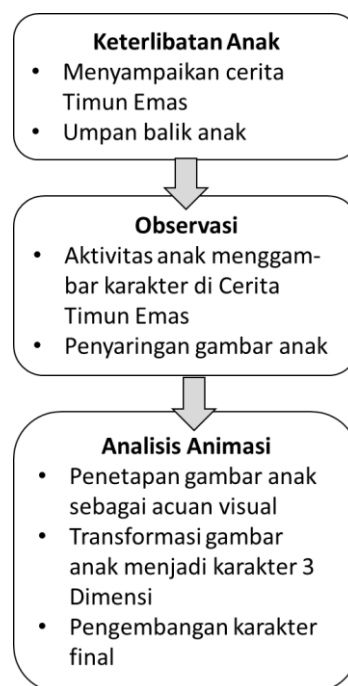 Keterlibatan Anak
• Menyampaikan cerita
Timun Emas
• Umpan balik anak
Observasi
• Aktivitas anak menggam-
bar karakter di Cerita
Timun Emas
• Penyaringan gambar anak
Analisis Animasi
• Penetapan gambar anak
sebagai acuan visual
• Transformasi gambar
anak menjadi karakter 3
Dimensi
• Pengembangan karakter
final